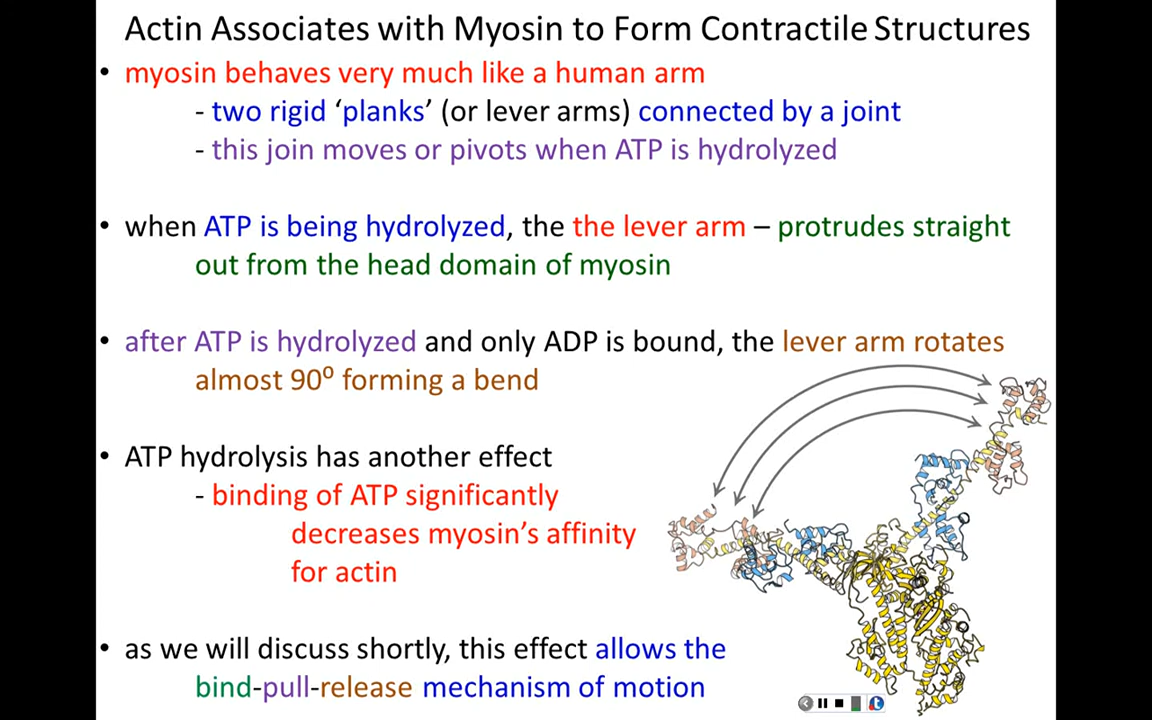 Actin Associates with Myosin to Form Contractile Structures
• myosin behaves very much like a human arm
- two rigid ‘planks’ (or lever arms) connected by a joint
- this join moves or pivots when ATP is hydrolyzed
• when ATP is being hydrolyzed, the the lever arm – protrudes straight
out from the head domain of myosin
• after ATP is hydrolyzed and only ADP is bound, the lever arm rotates
almost 90⁰ forming a bend
• ATP hydrolysis has another effect
- binding of ATP significantly
decreases myosin’s affinity
for actin
• as we will discuss shortly, this effect allows the
bind-pull-release mechanism of motion